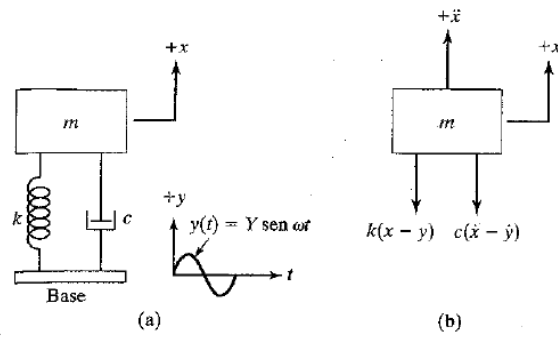 +x
m
k
c
+y
y(t) = Y sen ωt
t
Base
(a)
+ẍ
+x
m
k(x − y)
c(ẋ − ẏ)
(b)